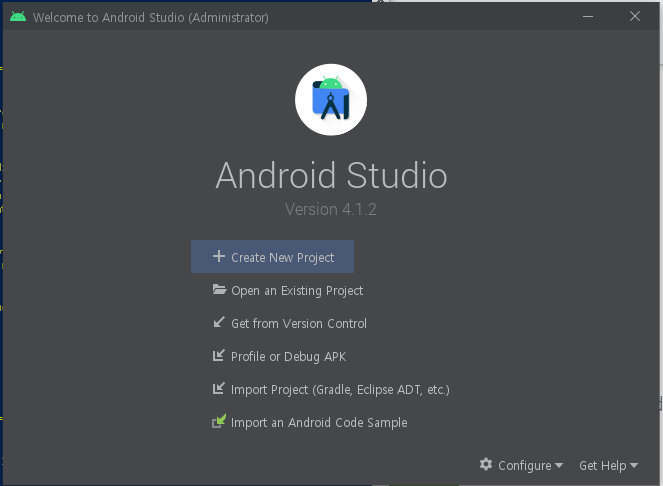 Welcome to Android Studio (Administrator)
Android Studio
Version 4.1.2
Create New Project
Open an Existing Project
Get from Version Control
Profile or Debug APK
Import Project (Gradle, Eclipse ADT, etc.)
Import an Android Code Sample
Configure
Get Help